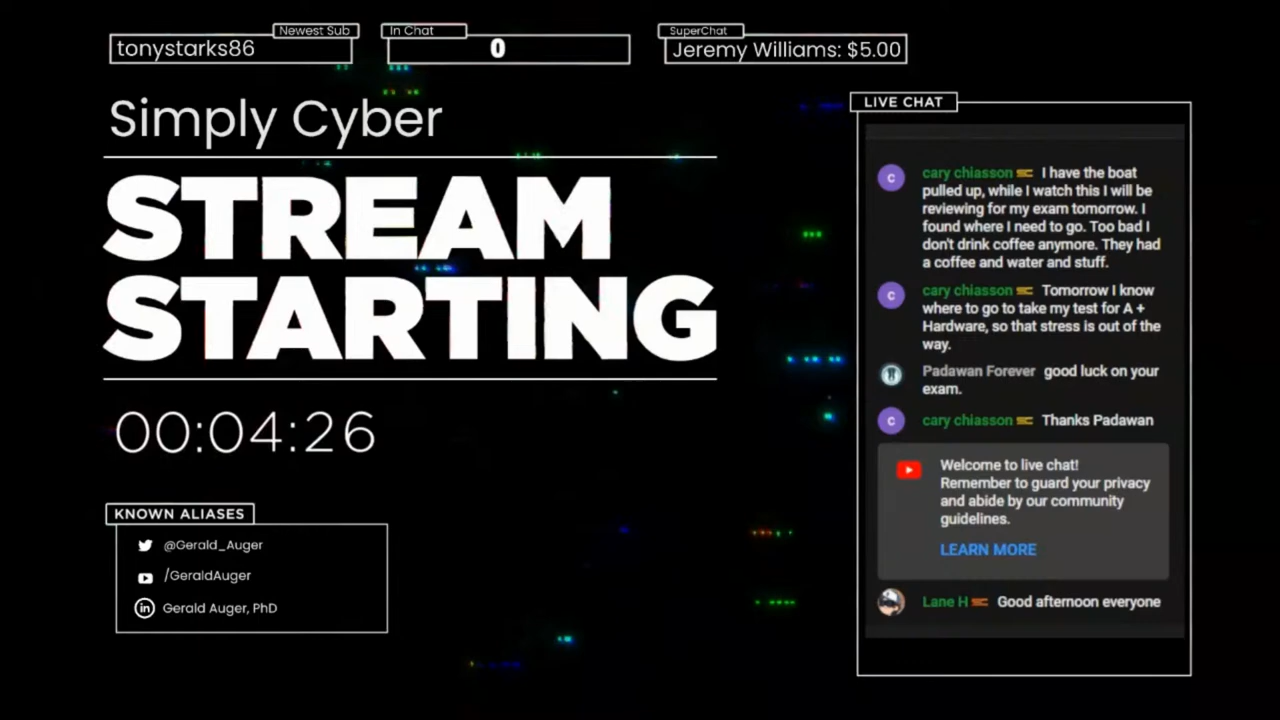 Newest Sub
tonystarks86
In Chat
0
SuperChat
Jeremy Williams: $5.00
Simply Cyber
STREAM
STARTING
00:04:26
KNOWN ALIASES
@Gerald_Auger
/GeraldAuger
Gerald Auger, PhD
LIVE CHAT
C
cary chiasson I have the boat
pulled up, while I watch this I will be
reviewing for my exam tomorrow. I
found where I need to go. Too bad I
don't drink coffee anymore. They had
a coffee and water and stuff.
C
cary chiasson Tomorrow I know
where to go to take my test for A +
Hardware, so that stress is out of the
way.
Padawan Forever good luck on your
exam.
C
cary chiasson Thanks Padawan
Welcome to live chat!
Remember to guard your privacy
and abide by our community
guidelines.
LEARN MORE
Lane H Good afternoon everyone